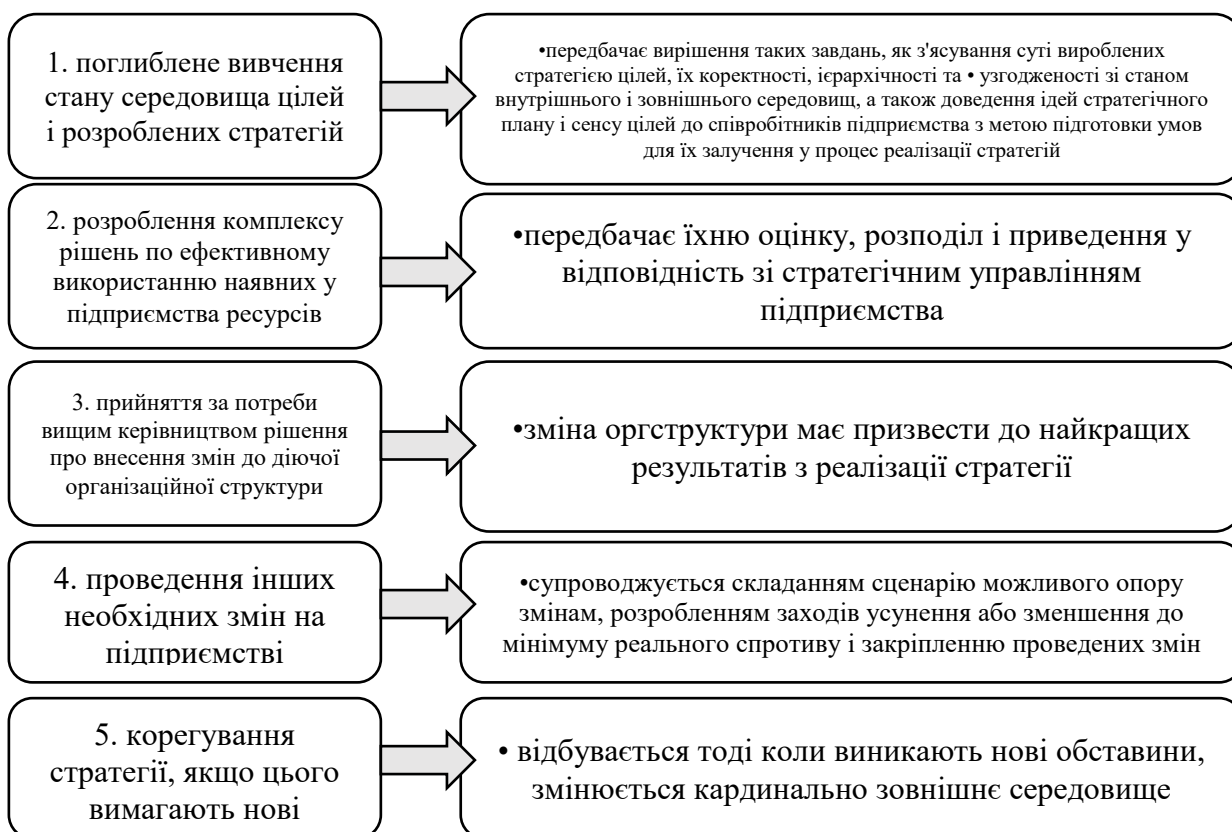 1. поглиблене вивчення
стану середовища цілей
і розроблених стратегій
•передбачає вирішення таких завдань, як з'ясування суті вироблених
стратегією цілей, їх коректності, ієрархічності та • узгодженості зі станом
внутрішнього і зовнішнього середовищ, а також доведення ідей стратегічного
плану і сенсу цілей до співробітників підприємства з метою підготовки умов
для їх залучення у процес реалізації стратегій
2. розроблення комплексу
рішень по ефективному
використанню наявних у
підприємства ресурсів
•передбачає їхню оцінку, розподіл і приведення у
відповідність зі стратегічним управлінням
підприємства
3. прийняття за потреби
вищим керівництвом рішення
про внесення змін до діючої
організаційної структури
•зміна оргструктури має призвести до найкращих
результатів з реалізації стратегії
4. проведення інших
необхідних змін на
підприємстві
•супроводжується складанням сценарію можливого опору
змінам, розробленням заходів усунення або зменшення до
мінімуму реального спротиву і закріпленню проведених змін
5. корегування
стратегії, якщо цього
вимагають нові
• відбувається тоді коли виникають нові обставини,
змінюється кардинально зовнішнє середовище